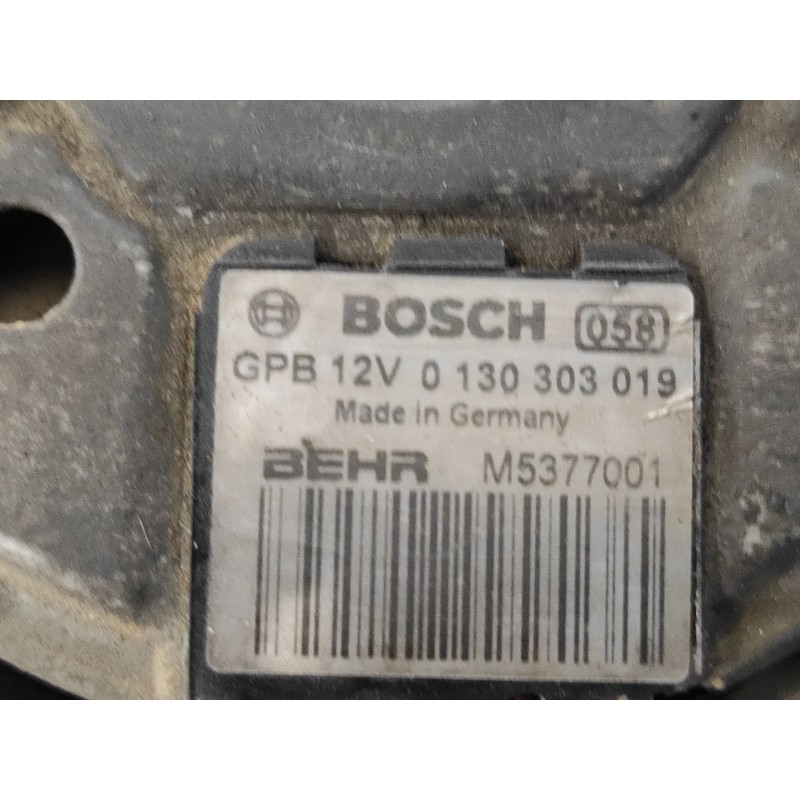 BOSCH 058
GPB 12V 0 130 303 019
Made in Germany
BEHR M5377001